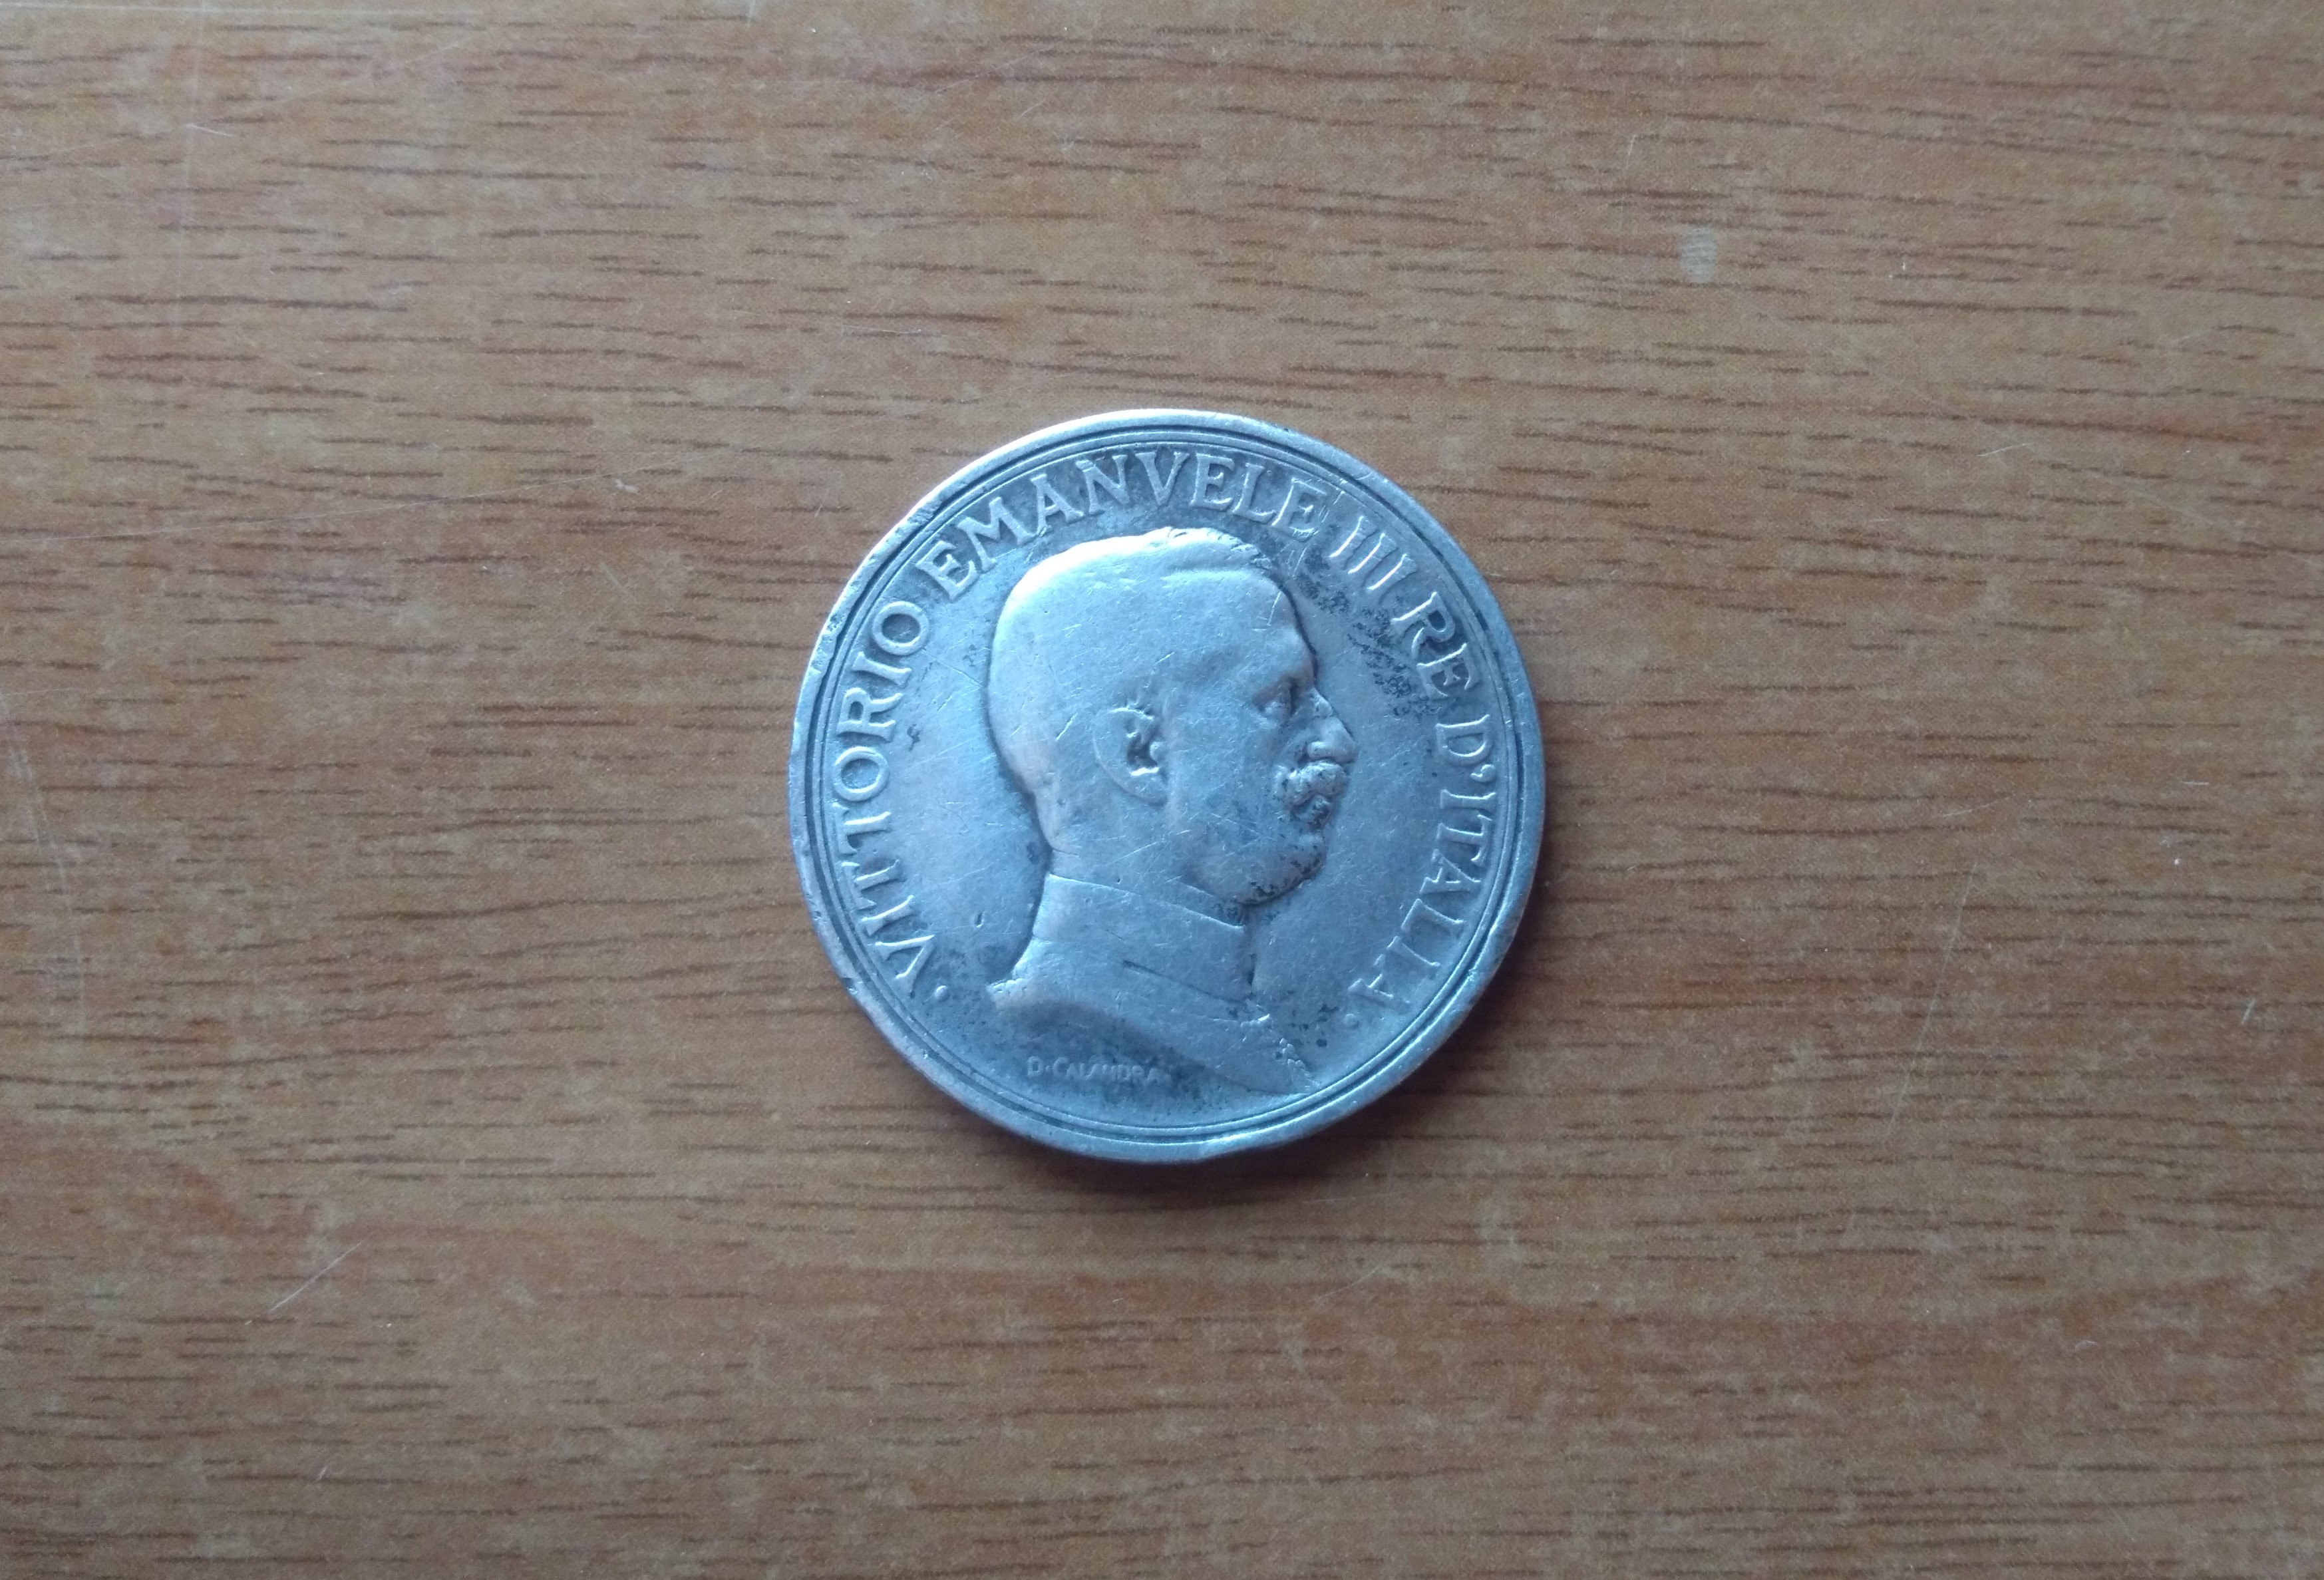 · VITTORIO EMANVELE III RE D'ITALIA ·
D·CALANDRA